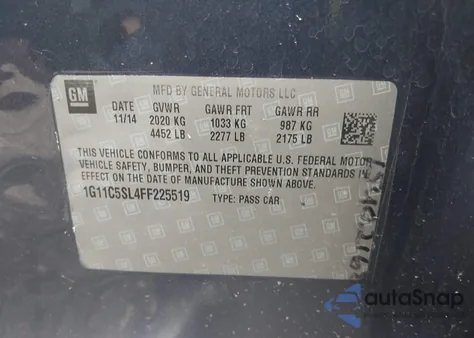 GM
MFD BY GENERAL MOTORS LLC
DATE GVWR GAWR FRT GAWR RR
11/14 2020 KG 1033 KG 987 KG
4452 LB 2277 LB 2175 LB
THIS VEHICLE CONFORMS TO ALL APPLICABLE U.S. FEDERAL MOTOR
VEHICLE SAFETY, BUMPER, AND THEFT PREVENTION STANDARDS IN
EFFECT ON THE DATE OF MANUFACTURE SHOWN ABOVE.
1G11C5SL4FF225519 TYPE: PASS CAR
autoSnap